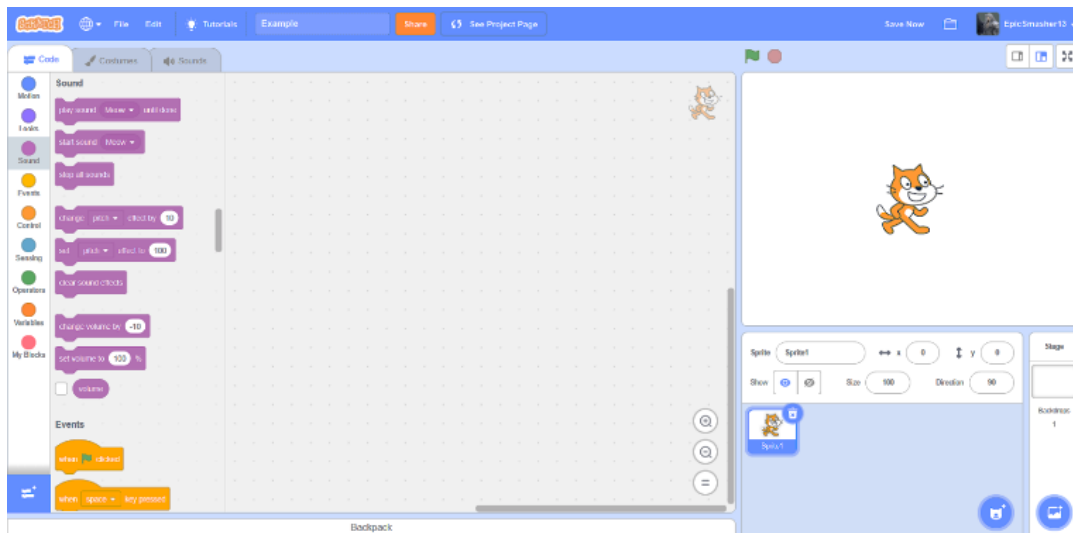 SCRATCH File Edit Tutorials Example Share See Project Page Save Now EpicSmasher13
Code Costumes Sounds
Motion
Looks
Sound
Events
Control
Sensing
Operators
Variables
My Blocks
Sound
play sound Meow until done
start sound Meow
stop all sounds
change pitch effect by 10
set pitch effect to 100
clear sound effects
change volume by -10
set volume to 100 %
volume
Events
when clicked
when space key pressed
Backpack
Sprite Sprite1 x 0 y 0
Show Size 100 Direction 90
Sprite1
Stage
Backdrops
1